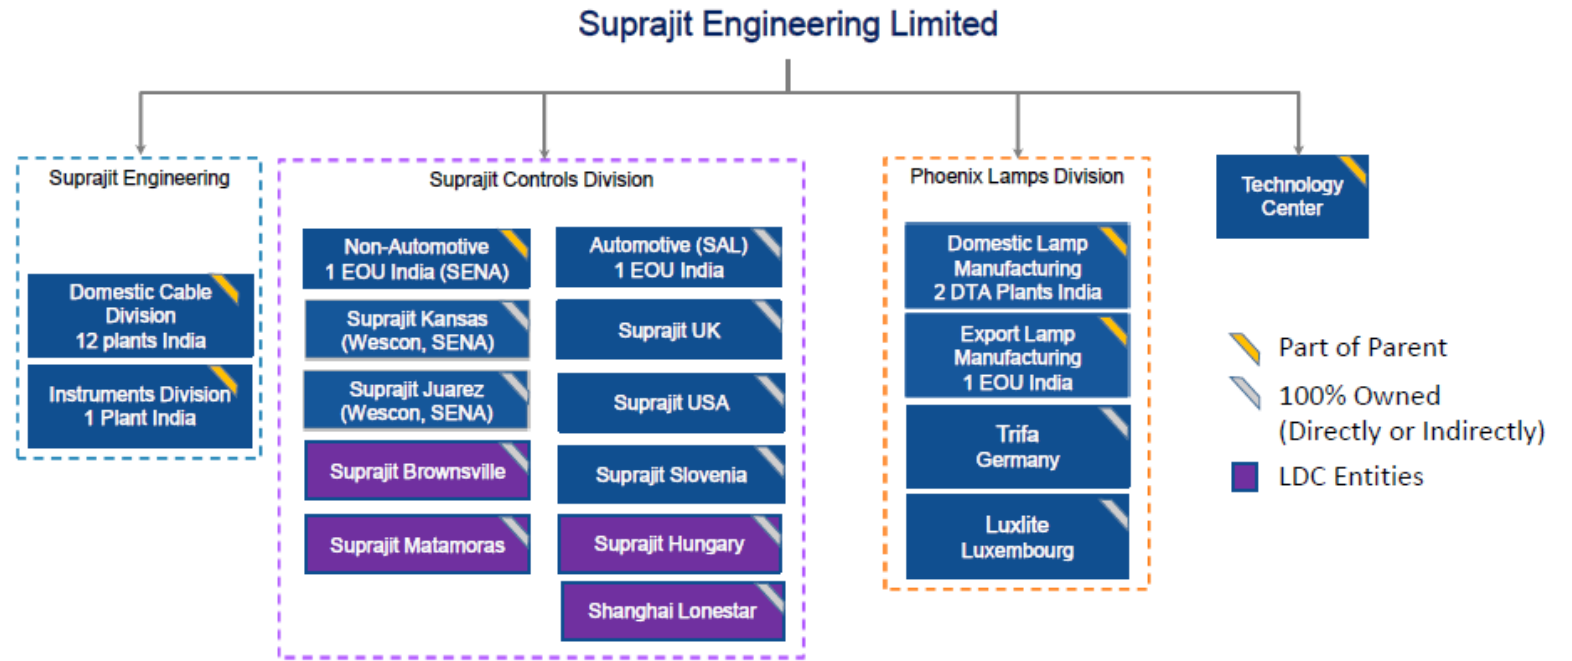 Suprajit Engineering Limited
Suprajit Engineering
Domestic Cable
Division
12 plants India
Instruments Division
1 Plant India
Suprajit Controls Division
Non-Automotive
1 EOU India (SENA)
Suprajit Kansas
(Wescon, SENA)
Suprajit Juarez
(Wescon, SENA)
Suprajit Brownsville
Suprajit Matamoras
Automotive (SAL)
1 EOU India
Suprajit UK
Suprajit USA
Suprajit Slovenia
Suprajit Hungary
Shanghai Lonestar
Phoenix Lamps Division
Domestic Lamp
Manufacturing
2 DTA Plants India
Export Lamp
Manufacturing
1 EOU India
Trifa
Germany
Luxlite
Luxembourg
Technology
Center
Part of Parent
100% Owned
(Directly or Indirectly)
LDC Entities